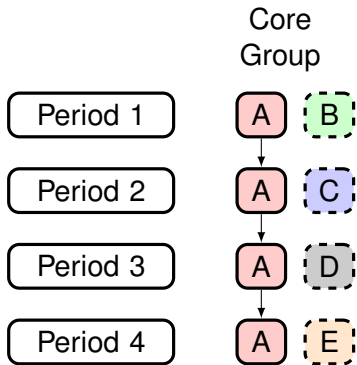 Core
Group
Period 1 A B
Period 2 A C
Period 3 A D
Period 4 A E